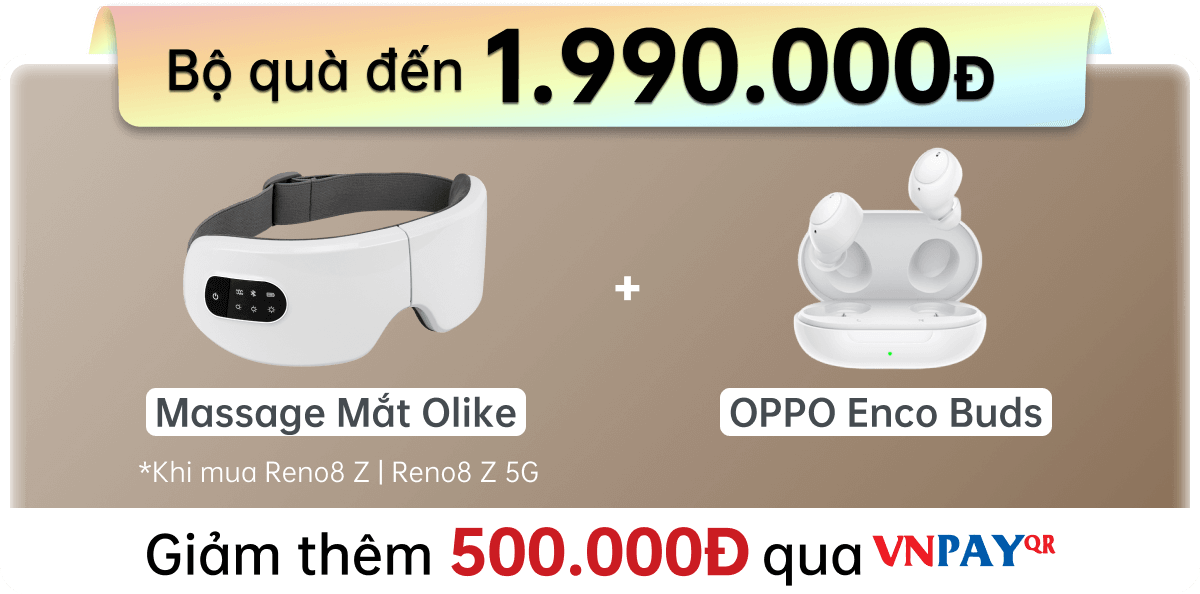 Bộ quà đến 1.990.000Đ
+
Massage Mắt Olike
OPPO Enco Buds
*Khi mua Reno8 Z | Reno8 Z 5G
Giảm thêm 500.000Đ qua VNPAYQR